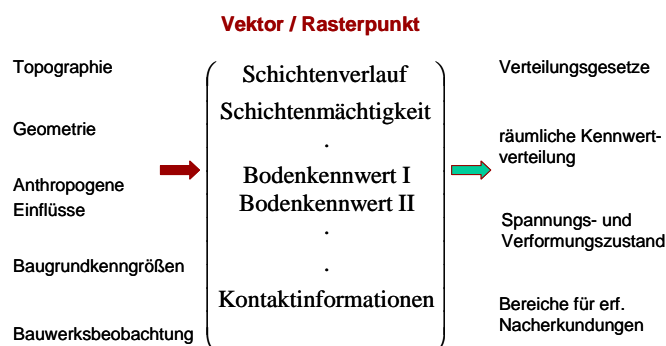 Vektor / Rasterpunkt
Topographie
Geometrie
Anthropogene
Einflüsse
Baugrundkenngrößen
Bauwerksbeobachtung
Schichtenverlauf
Schichtenmächtigkeit
.
Bodenkennwert I
Bodenkennwert II
.
.
Kontaktinformationen
Verteilungsgesetze
räumliche Kennwert-
verteilung
Spannungs- und
Verformungszustand
Bereiche für erf.
Nacherkundungen